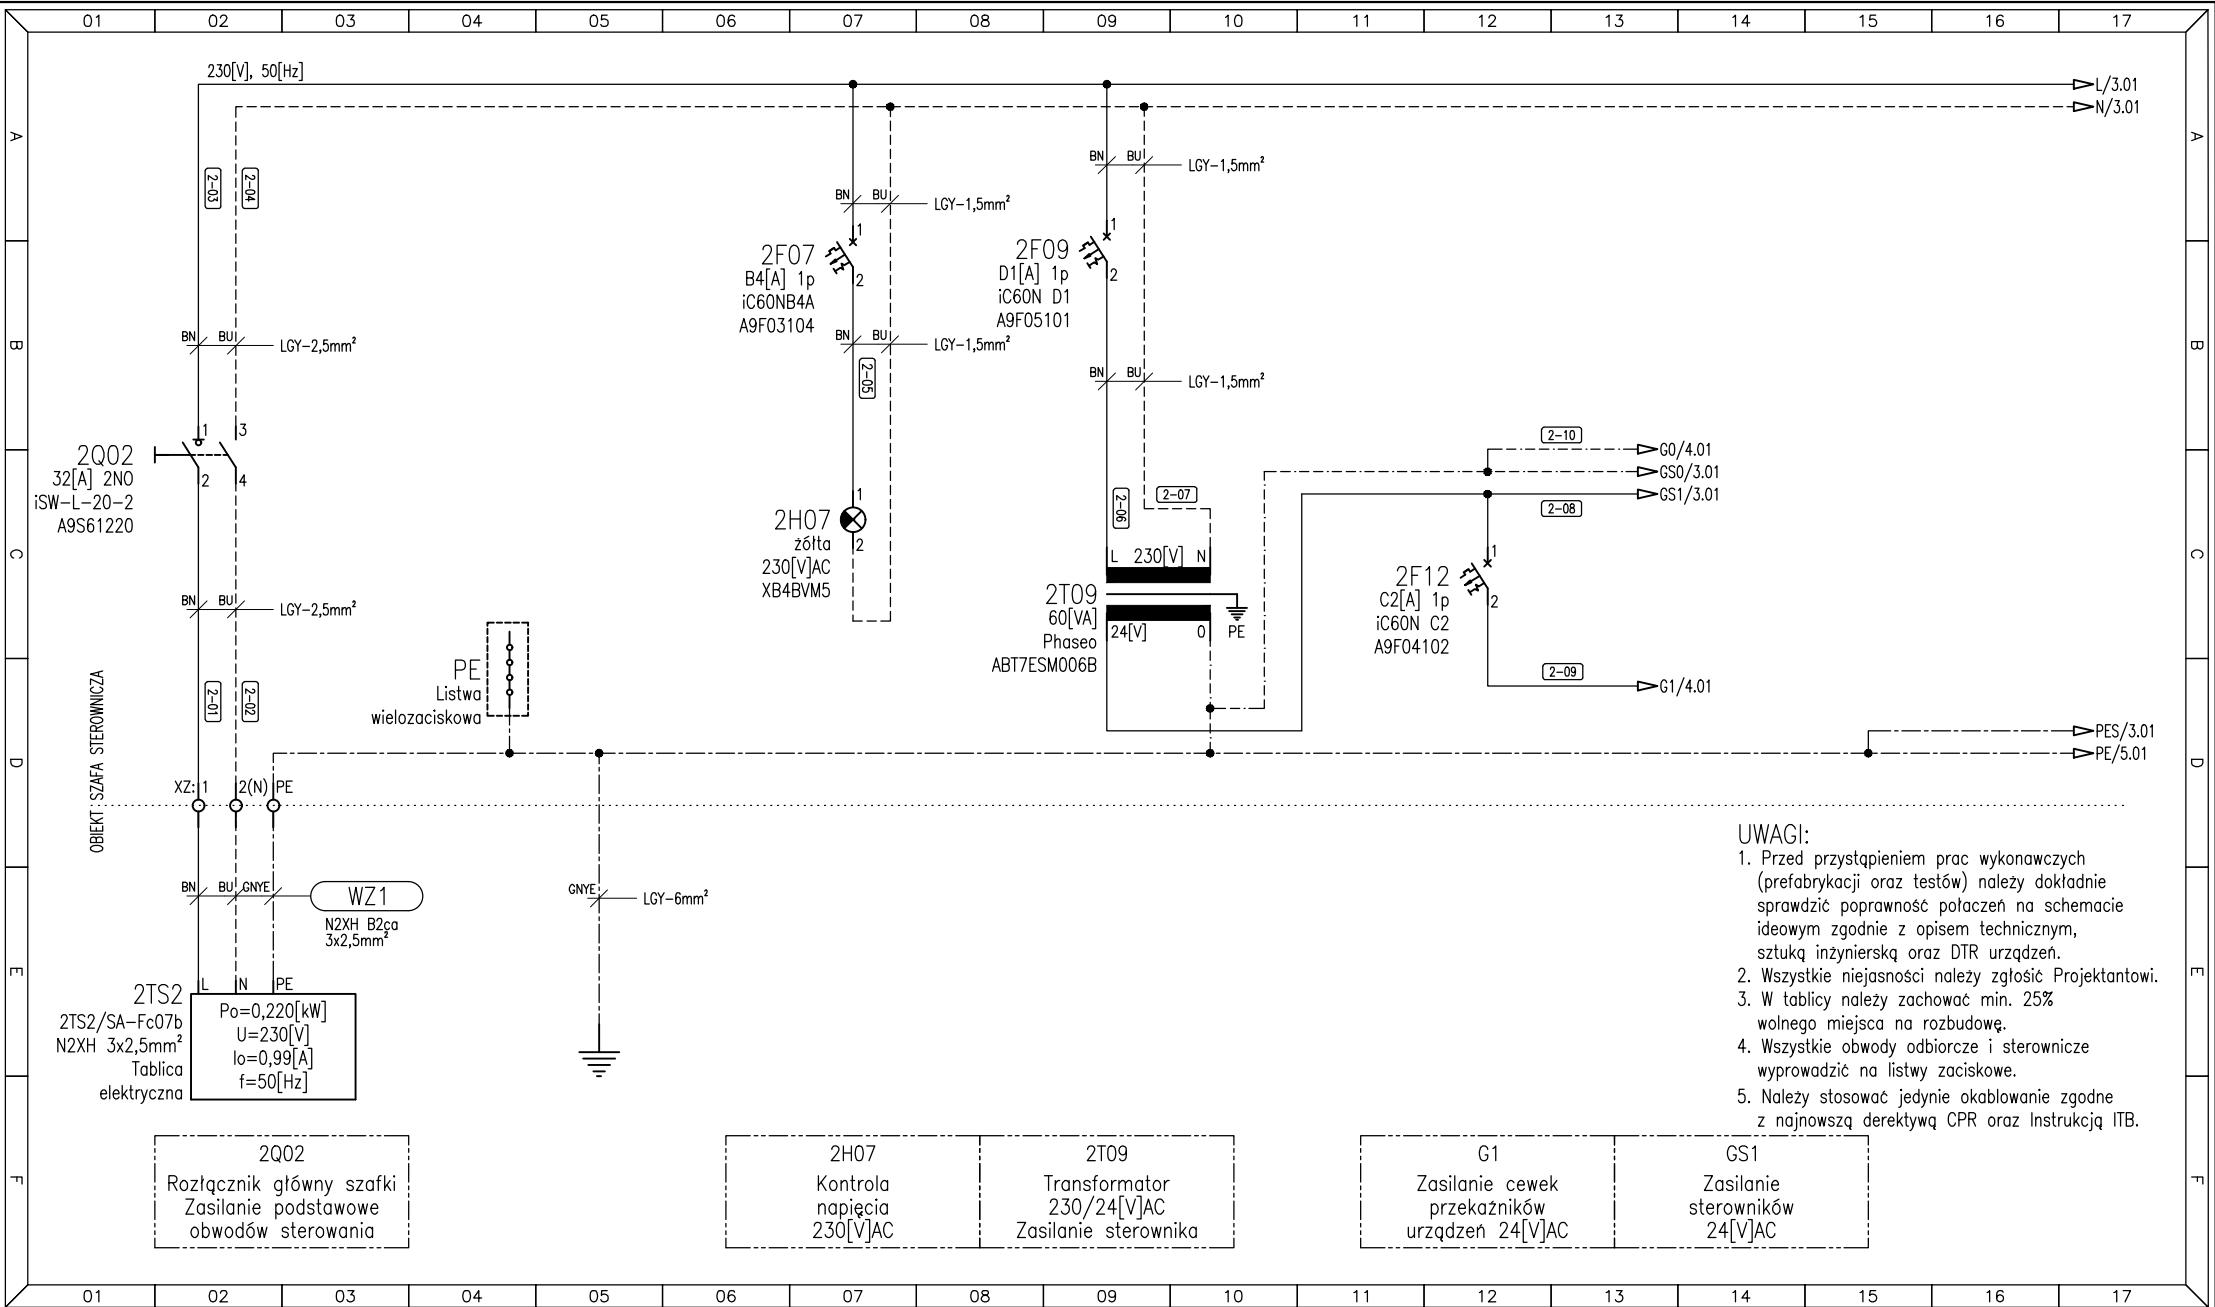 01 02 03 04 05 06 07 08 09 10 11 12 13 14 15 16 17
230[V], 50[Hz]
L/3.01
N/3.01
A
A
2-03
2-04
BN BU LGY-1,5mm²
BN BU LGY-1,5mm²
2F07
B4[A] 1p
iC60NB4A
A9F03104
1
2
2F09
D1[A] 1p
iC60N D1
A9F05101
1
2
B
B
BN BU LGY-2,5mm²
BN BU LGY-1,5mm²
2-05
BN BU LGY-1,5mm²
2Q02
32[A] 2NO
iSW-L-20-2
A9S61220
1
3
2
4
2-10
G0/4.01
GS0/3.01
GS1/3.01
2-08
2-06
2-07
2H07
żółta
230[V]AC
XB4BVM5
1
2
C
C
L 230[V] N
2T09
60[VA]
Phaseo
ABT7ESM006B
24[V] 0
PE
2F12
C2[A] 1p
iC60N C2
A9F04102
1
2
BN BU LGY-2,5mm²
PE
Listwa
wielozaciskowa
2-01
2-02
2-09
G1/4.01
OBIEKT SZAFA STEROWNICZA
PES/3.01
PE/5.01
D
D
XZ: 1 2(N) PE
BN BU GNYE
WZ1
N2XH B2ca
3x2,5mm²
GNYE LGY-6mm²
UWAGI:
1. Przed przystąpieniem prac wykonawczych
(prefabrykacji oraz testów) należy dokładnie
sprawdzić poprawność połaczeń na schemacie
ideowym zgodnie z opisem technicznym,
sztuką inżynierską oraz DTR urządzeń.
2. Wszystkie niejasności należy zgłosić Projektantowi.
3. W tablicy należy zachować min. 25%
wolnego miejsca na rozbudowę.
4. Wszystkie obwody odbiorcze i sterownicze
wyprowadzić na listwy zaciskowe.
5. Należy stosować jedynie okablowanie zgodne
z najnowszą derektywą CPR oraz Instrukcją ITB.
E
E
L N PE
2TS2
2TS2/SA-Fc07b
N2XH 3x2,5mm²
Tablica
elektryczna
Po=0,220[kW]
U=230[V]
Io=0,99[A]
f=50[Hz]
F
F
2Q02
Rozłącznik główny szafki
Zasilanie podstawowe
obwodów sterowania
2H07
Kontrola
napięcia
230[V]AC
2T09
Transformator
230/24[V]AC
Zasilanie sterownika
G1
Zasilanie cewek
przekaźników
urządzeń 24[V]AC
GS1
Zasilanie
sterowników
24[V]AC
01 02 03 04 05 06 07 08 09 10 11 12 13 14 15 16 17